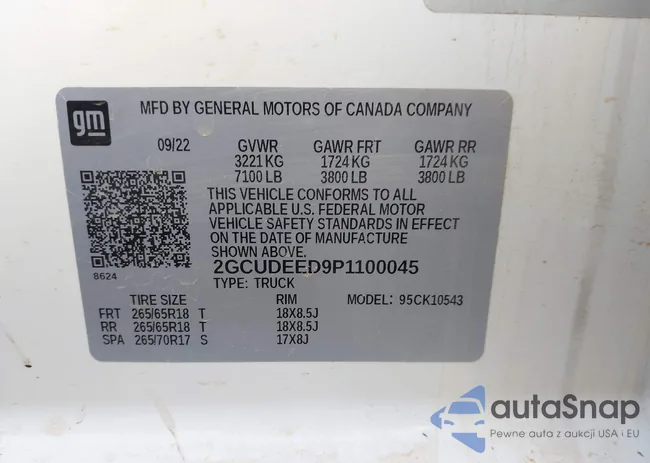 gm
MFD BY GENERAL MOTORS OF CANADA COMPANY
09/22 GVWR GAWR FRT GAWR RR
3221 KG 1724 KG 1724 KG
7100 LB 3800 LB 3800 LB
THIS VEHICLE CONFORMS TO ALL
APPLICABLE U.S. FEDERAL MOTOR
VEHICLE SAFETY STANDARDS IN EFFECT
ON THE DATE OF MANUFACTURE
SHOWN ABOVE.
8624
2GCUDEED9P1100045
TYPE: TRUCK
TIRE SIZE RIM MODEL: 95CK10543
FRT 265/65R18 T 18X8.5J
RR 265/65R18 T 18X8.5J
SPA 265/70R17 S 17X8J
autaSnap
Pewne auta z aukcji USA i EU